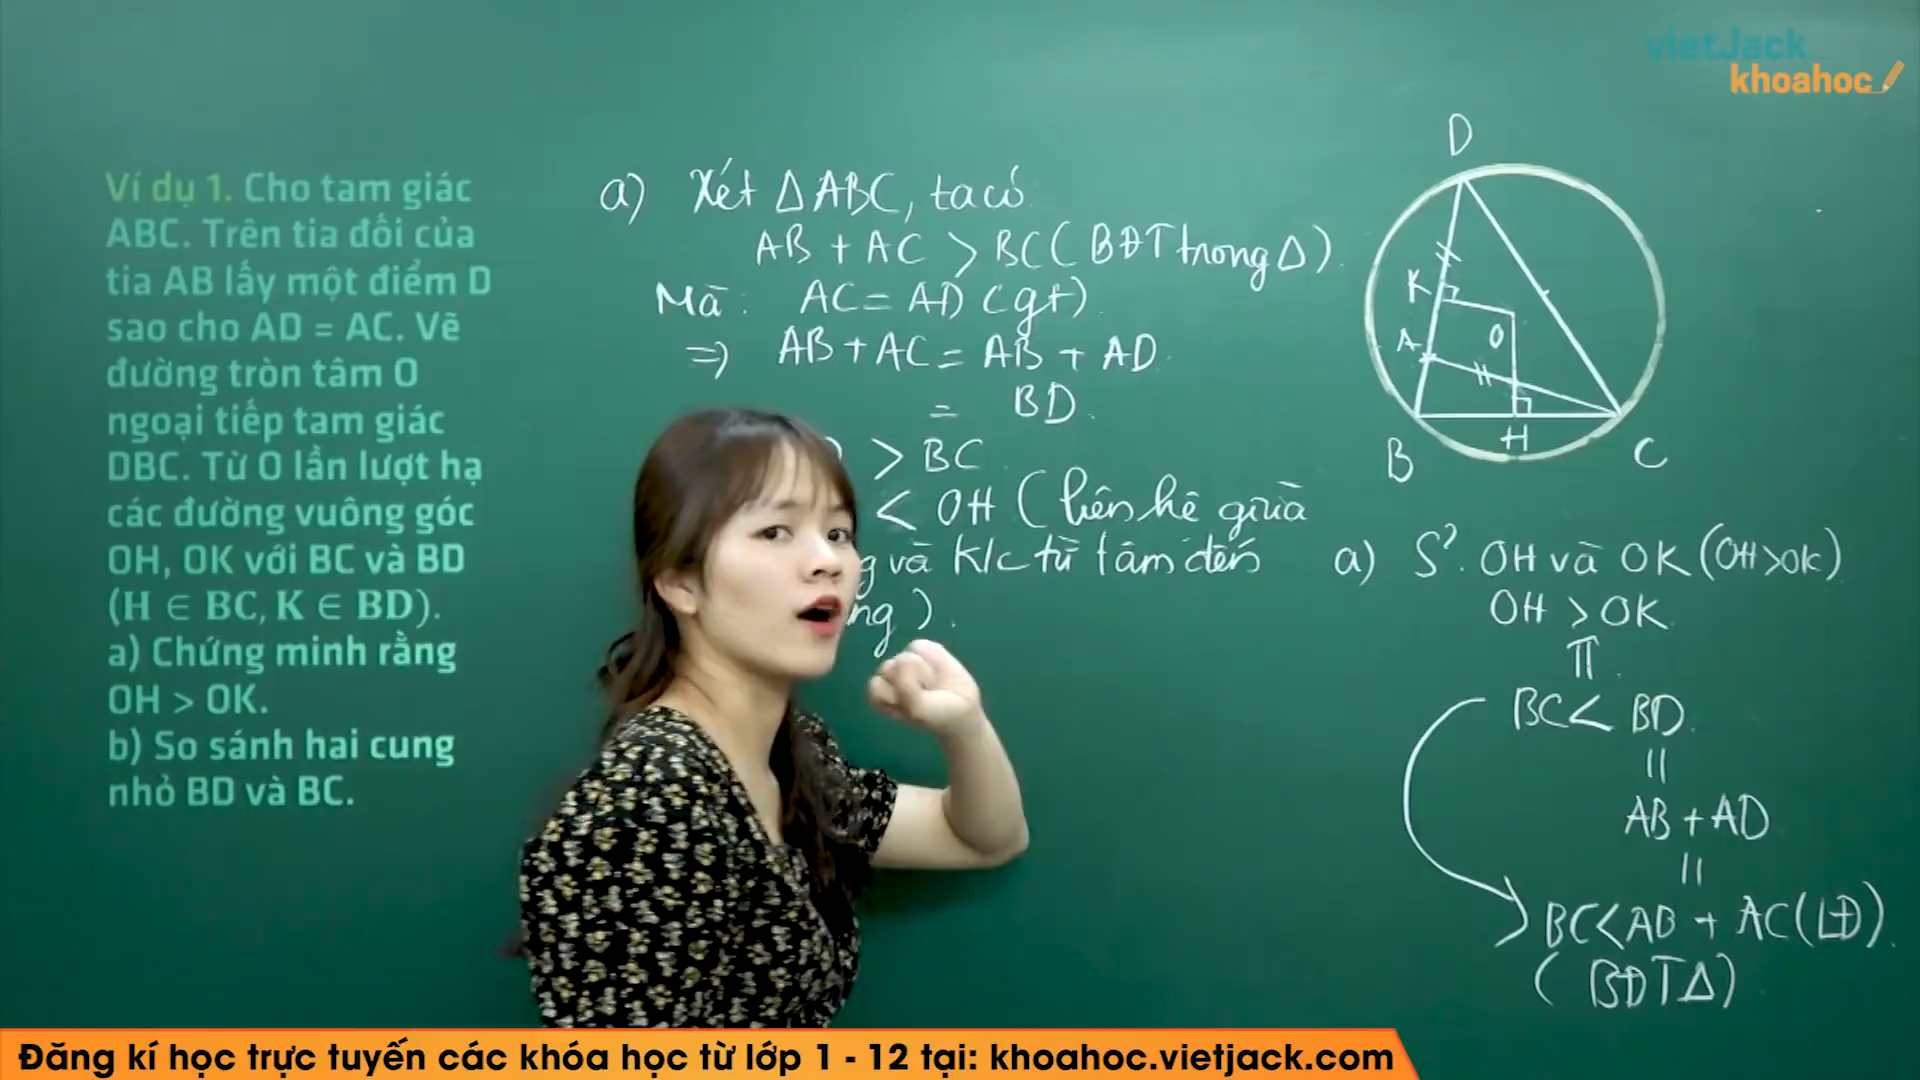 vietJack
khoahoc
Ví dụ 1. Cho tam giác
ABC. Trên tia đối của
tia AB lấy một điểm D
sao cho AD = AC. Vẽ
đường tròn tâm O
ngoại tiếp tam giác
DBC. Từ O lần lượt hạ
các đường vuông góc
OH, OK với BC và BD
(H ∈ BC, K ∈ BD).
a) Chứng minh rằng
OH > OK.
b) So sánh hai cung
nhỏ BD và BC.
a) Xét ΔABC, ta có
AB + AC > BC (BĐT trong Δ).
Mà: AC = AD (gt)
=> AB + AC = AB + AD.
= BD.
> BC
< OH (liên hệ giữa
và K/c từ tâm đến
).
D
K
O
A
B
H
C
a) S². OH và OK (OH > OK)
OH > OK.
BC < BD.
=
AB + AD
=
BC < AB + AC (LĐ).
(BĐT Δ)
Đăng kí học trực tuyến các khóa học từ lớp 1 - 12 tại: khoahoc.vietjack.com